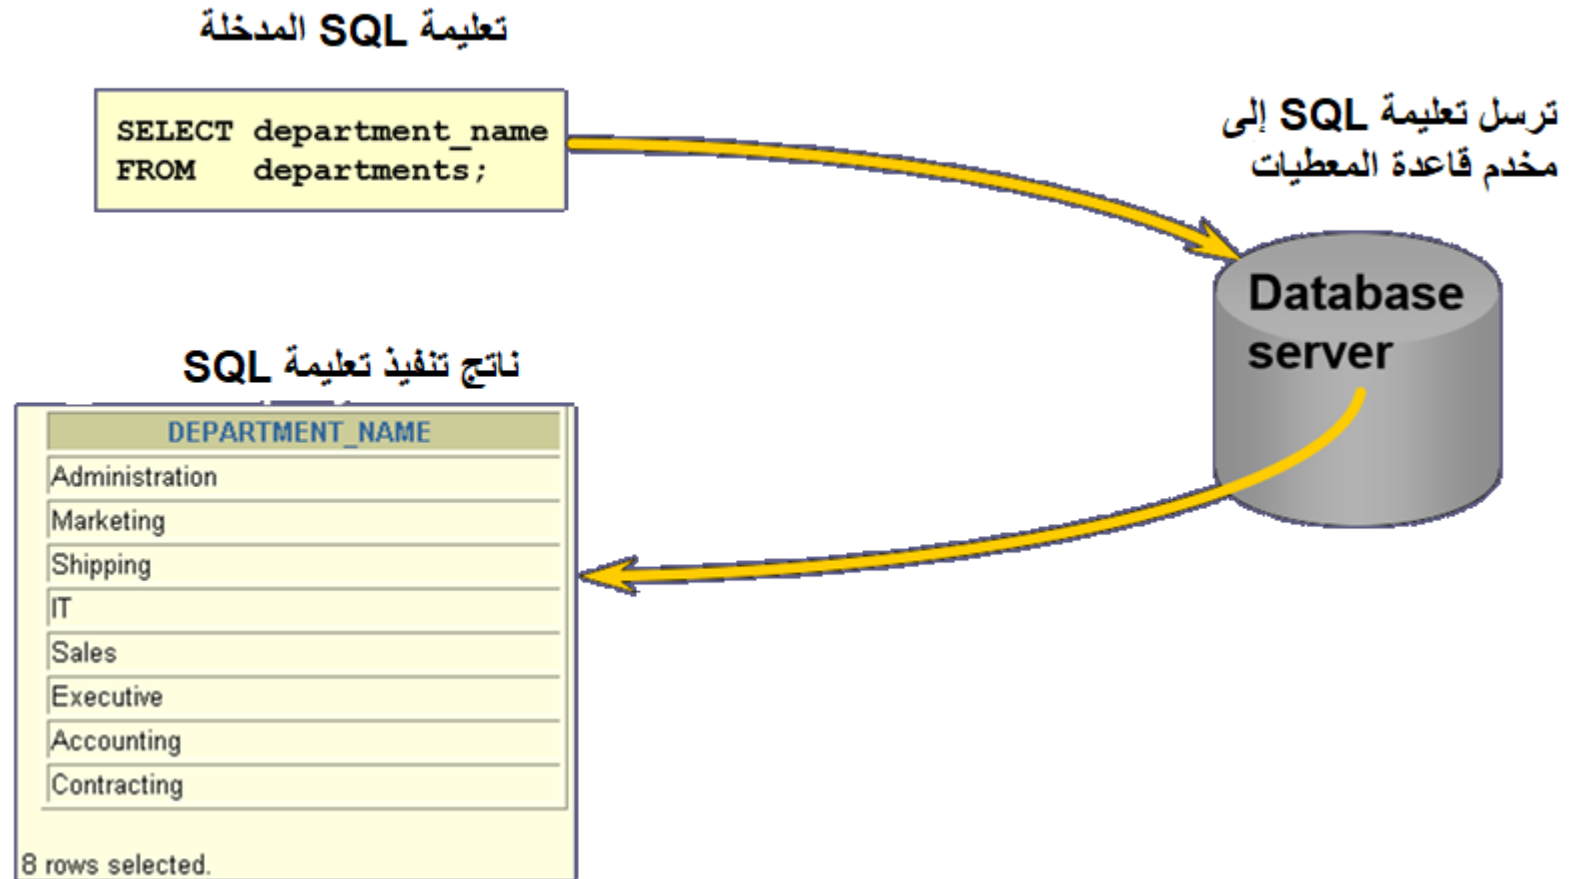 تعليمة SQL المدخلة
SELECT department_name
FROM departments;
ترسل تعليمة SQL إلى
مخدم قاعدة المعطيات
Database
server
ناتج تنفيذ تعليمة SQL
DEPARTMENT_NAME
Administration
Marketing
Shipping
IT
Sales
Executive
Accounting
Contracting
8 rows selected.